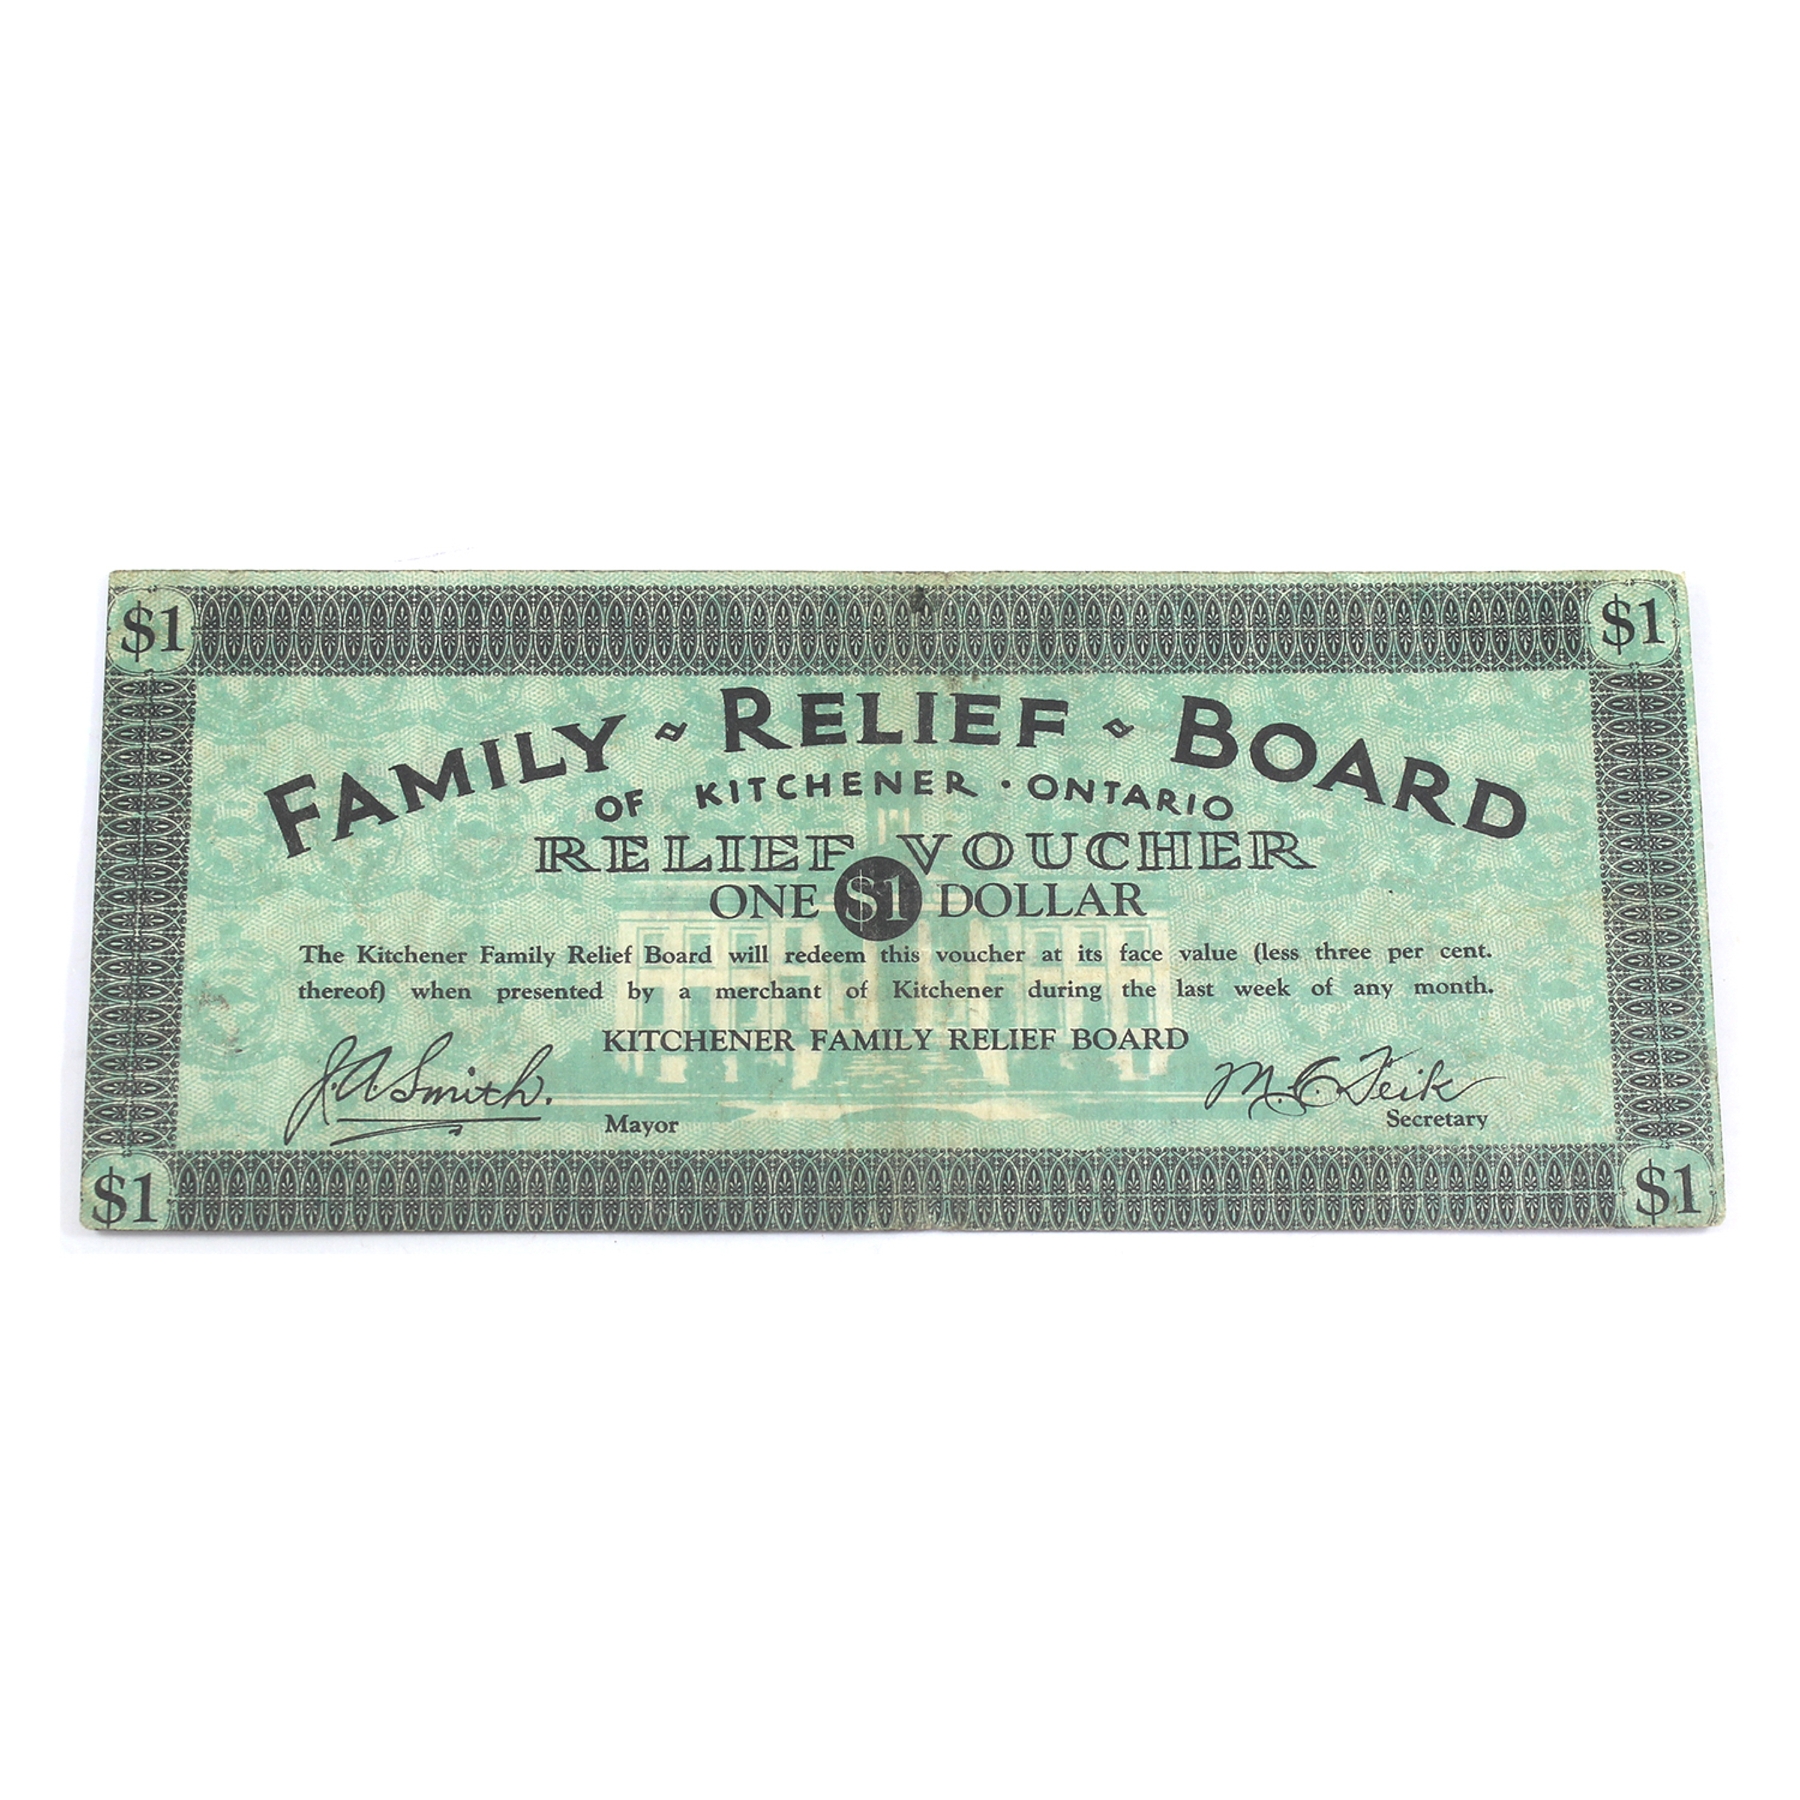 $1 $1
FAMILY ~ RELIEF ~ BOARD
OF KITCHENER · ONTARIO
RELIEF VOUCHER
ONE $1 DOLLAR
The Kitchener Family Relief Board will redeem this voucher at its face value (less three per cent.
thereof) when presented by a merchant of Kitchener during the last week of any month.
KITCHENER FAMILY RELIEF BOARD
J. A. Smith. M. C. Feik
Mayor Secretary
$1 $1